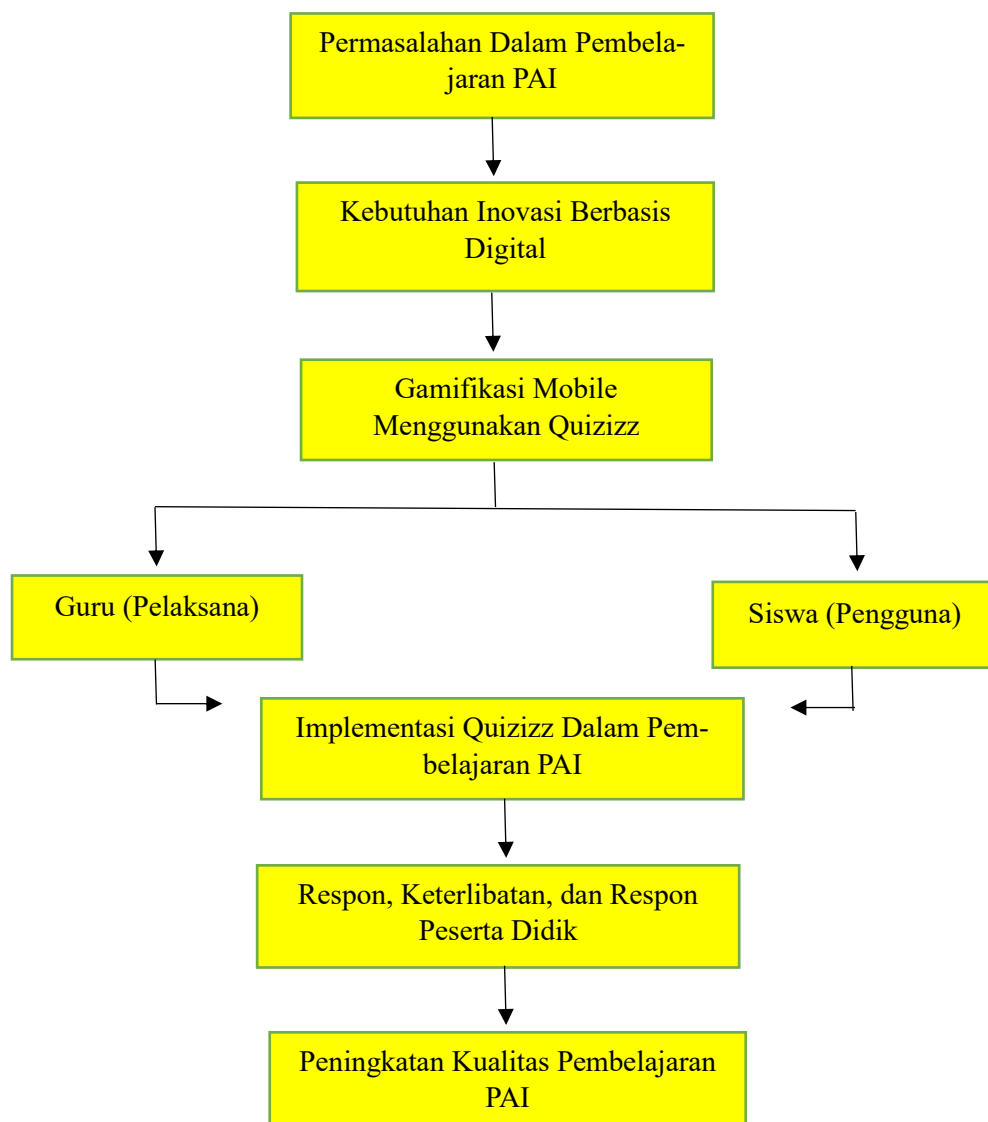 Permasalahan Dalam Pembela-
jaran PAI
Kebutuhan Inovasi Berbasis
Digital
Gamifikasi Mobile
Menggunakan Quizizz
Guru (Pelaksana)
Siswa (Pengguna)
Implementasi Quizizz Dalam Pem-
belajaran PAI
Respon, Keterlibatan, dan Respon
Peserta Didik
Peningkatan Kualitas Pembelajaran
PAI